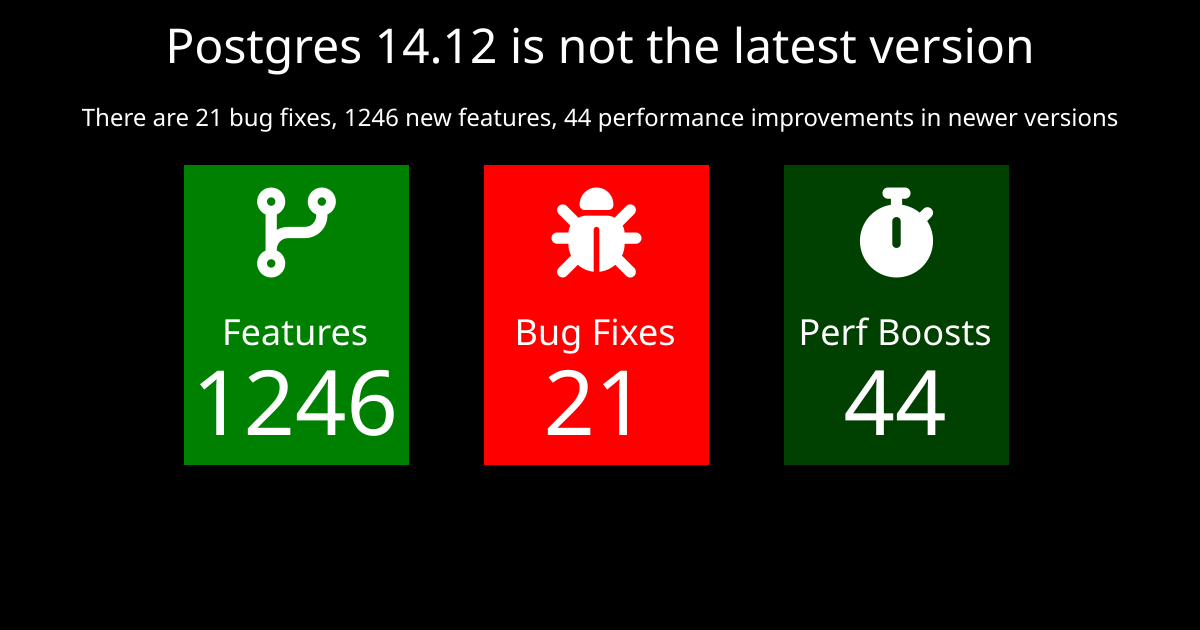 Postgres 14.12 is not the latest version
There are 21 bug fixes, 1246 new features, 44 performance improvements in newer versions
Features
1246
Bug Fixes
21
Perf Boosts
44